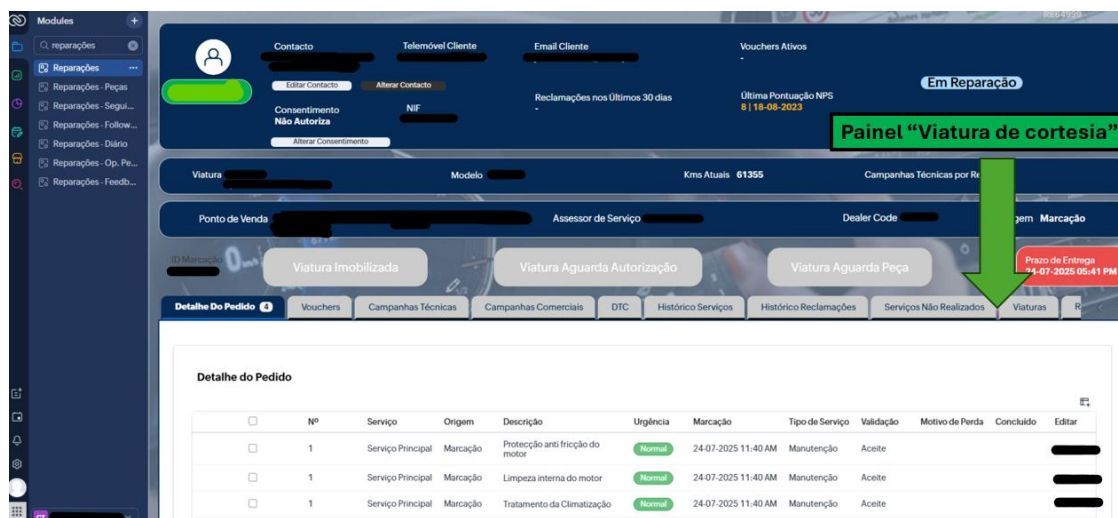 Modules +
reparações
Reparações ...
Reparações - Peças
Reparações - Segui...
Reparações - Follow...
Reparações - Diário
Reparações - Op. Pe...
Reparações - Feedb...
Contacto Telemóvel Cliente Email Cliente Vouchers Ativos
-
Editar Contacto Alterar Contacto
Em Reparação
Consentimento NIF Reclamações nos Últimos 30 dias Última Pontuação NPS
Não Autoriza - 8 | 18-08-2023
Alterar Consentimento
Painel “Viatura de cortesia”
Viatura Modelo Kms Atuais 61355 Campanhas Técnicas por
Ponto de Venda Assessor de Serviço Dealer Code Marcação
ID Marcação
Viatura Imobilizada Viatura Aguarda Autorização Viatura Aguarda Peça
Prazo de Entrega
24-07-2025 05:41 PM
Detalhe Do Pedido 4 Vouchers Campanhas Técnicas Campanhas Comerciais DTC Histórico Serviços Histórico Reclamações Serviços Não Realizados Viaturas R
Detalhe do Pedido
Nº Serviço Origem Descrição Urgência Marcação Tipo de Serviço Validação Motivo de Perda Concluído Editar
1 Serviço Principal Marcação Protecção anti fricção do motor Normal 24-07-2025 11:40 AM Manutenção Aceite
1 Serviço Principal Marcação Limpeza interna do motor Normal 24-07-2025 11:40 AM Manutenção Aceite
1 Serviço Principal Marcação Tratamento da Climatização Normal 24-07-2025 11:40 AM Manutenção Aceite